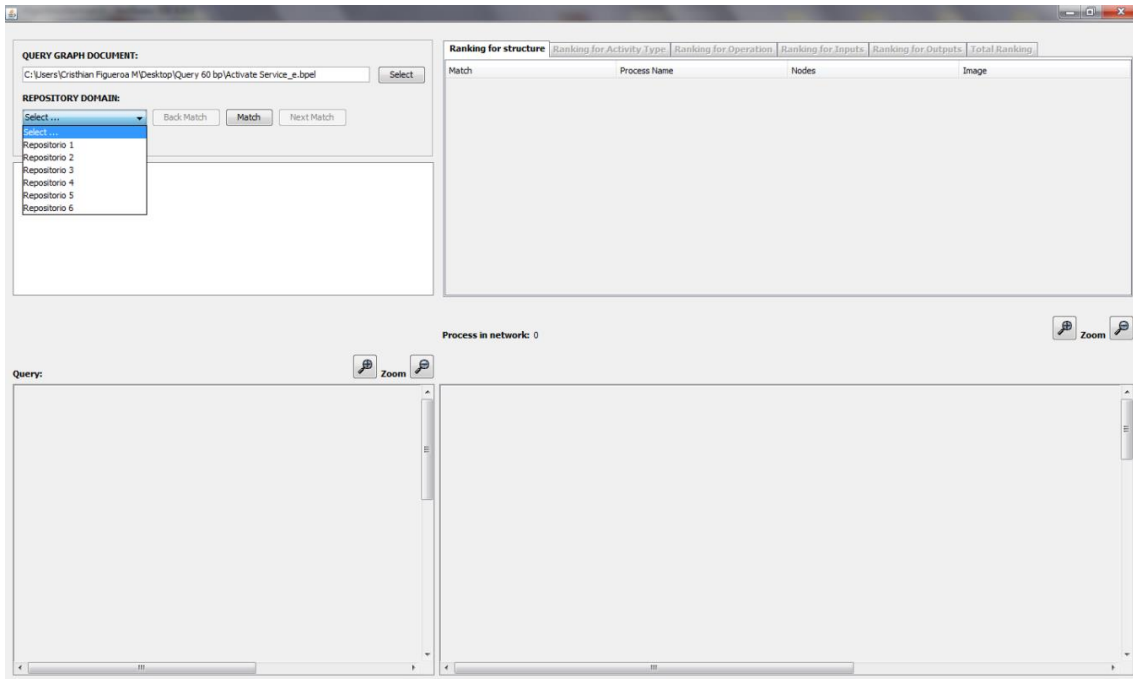 QUERY GRAPH DOCUMENT:
C:\Users\Cristhian Figueroa M\Desktop\Query 60 bp\Activate Service_e.bpel
Select
REPOSITORY DOMAIN:
Select ...
Back Match
Match
Next Match
Select ...
Repositorio 1
Repositorio 2
Repositorio 3
Repositorio 4
Repositorio 5
Repositorio 6
Ranking for structure
Ranking for Activity Type
Ranking for Operation
Ranking for Inputs
Ranking for Outputs
Total Ranking
Match
Process Name
Nodes
Image
Process in network: 0
Zoom
Query:
Zoom